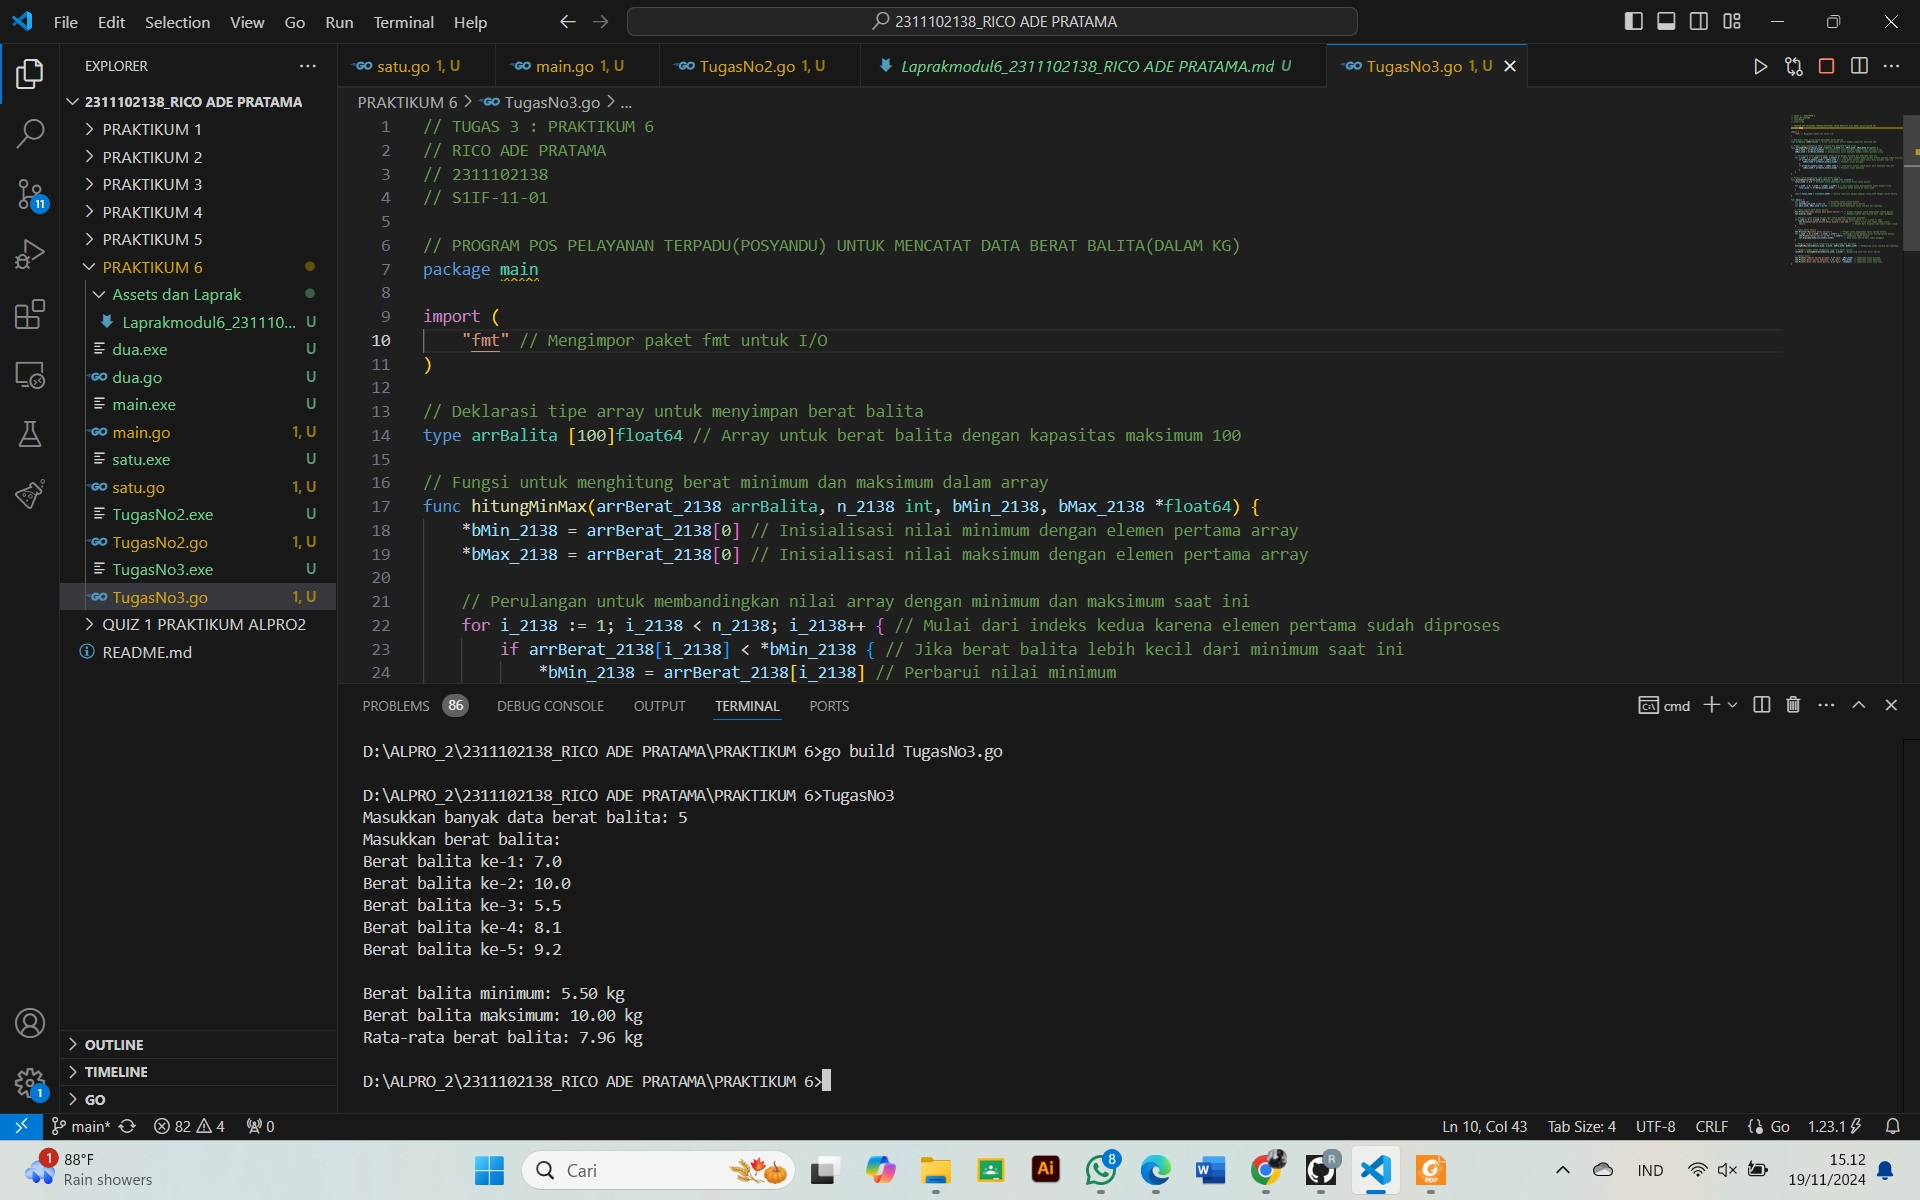 File Edit Selection View Go Run Terminal Help
2311102138_RICO ADE PRATAMA
EXPLORER
2311102138_RICO ADE PRATAMA
PRAKTIKUM 1
PRAKTIKUM 2
PRAKTIKUM 3
PRAKTIKUM 4
PRAKTIKUM 5
PRAKTIKUM 6
Assets dan Laprak
Laprakmodul6_231110... U
dua.exe U
dua.go U
main.exe U
main.go 1, U
satu.exe U
satu.go 1, U
TugasNo2.exe U
TugasNo2.go 1, U
TugasNo3.exe U
TugasNo3.go 1, U
QUIZ 1 PRAKTIKUM ALPRO2
README.md
OUTLINE
TIMELINE
GO
11
1
satu.go 1, U
main.go 1, U
TugasNo2.go 1, U
Laprakmodul6_2311102138_RICO ADE PRATAMA.md U
TugasNo3.go 1, U
PRAKTIKUM 6 > TugasNo3.go > ...
1 // TUGAS 3 : PRAKTIKUM 6
2 // RICO ADE PRATAMA
3 // 2311102138
4 // S1IF-11-01
5
6 // PROGRAM POS PELAYANAN TERPADU(POSYANDU) UNTUK MENCATAT DATA BERAT BALITA(DALAM KG)
7 package main
8
9 import (
10 "fmt" // Mengimpor paket fmt untuk I/O
11 )
12
13 // Deklarasi tipe array untuk menyimpan berat balita
14 type arrBalita [100]float64 // Array untuk berat balita dengan kapasitas maksimum 100
15
16 // Fungsi untuk menghitung berat minimum dan maksimum dalam array
17 func hitungMinMax(arrBerat_2138 arrBalita, n_2138 int, bMin_2138, bMax_2138 *float64) {
18 *bMin_2138 = arrBerat_2138[0] // Inisialisasi nilai minimum dengan elemen pertama array
19 *bMax_2138 = arrBerat_2138[0] // Inisialisasi nilai maksimum dengan elemen pertama array
20
21 // Perulangan untuk membandingkan nilai array dengan minimum dan maksimum saat ini
22 for i_2138 := 1; i_2138 < n_2138; i_2138++ { // Mulai dari indeks kedua karena elemen pertama sudah diproses
23 if arrBerat_2138[i_2138] < *bMin_2138 { // Jika berat balita lebih kecil dari minimum saat ini
24 *bMin_2138 = arrBerat_2138[i_2138] // Perbarui nilai minimum
PROBLEMS 86 DEBUG CONSOLE OUTPUT TERMINAL PORTS
cmd
D:\ALPRO_2\2311102138_RICO ADE PRATAMA\PRAKTIKUM 6>go build TugasNo3.go
D:\ALPRO_2\2311102138_RICO ADE PRATAMA\PRAKTIKUM 6>TugasNo3
Masukkan banyak data berat balita: 5
Masukkan berat balita:
Berat balita ke-1: 7.0
Berat balita ke-2: 10.0
Berat balita ke-3: 5.5
Berat balita ke-4: 8.1
Berat balita ke-5: 9.2
Berat balita minimum: 5.50 kg
Berat balita maksimum: 10.00 kg
Rata-rata berat balita: 7.96 kg
D:\ALPRO_2\2311102138_RICO ADE PRATAMA\PRAKTIKUM 6>
main* 82 4 0
Ln 10, Col 43 Tab Size: 4 UTF-8 CRLF Go 1.23.1
1
88°F
Rain showers
Cari
Ai
8
W
R
PDF
IND
15.12
19/11/2024